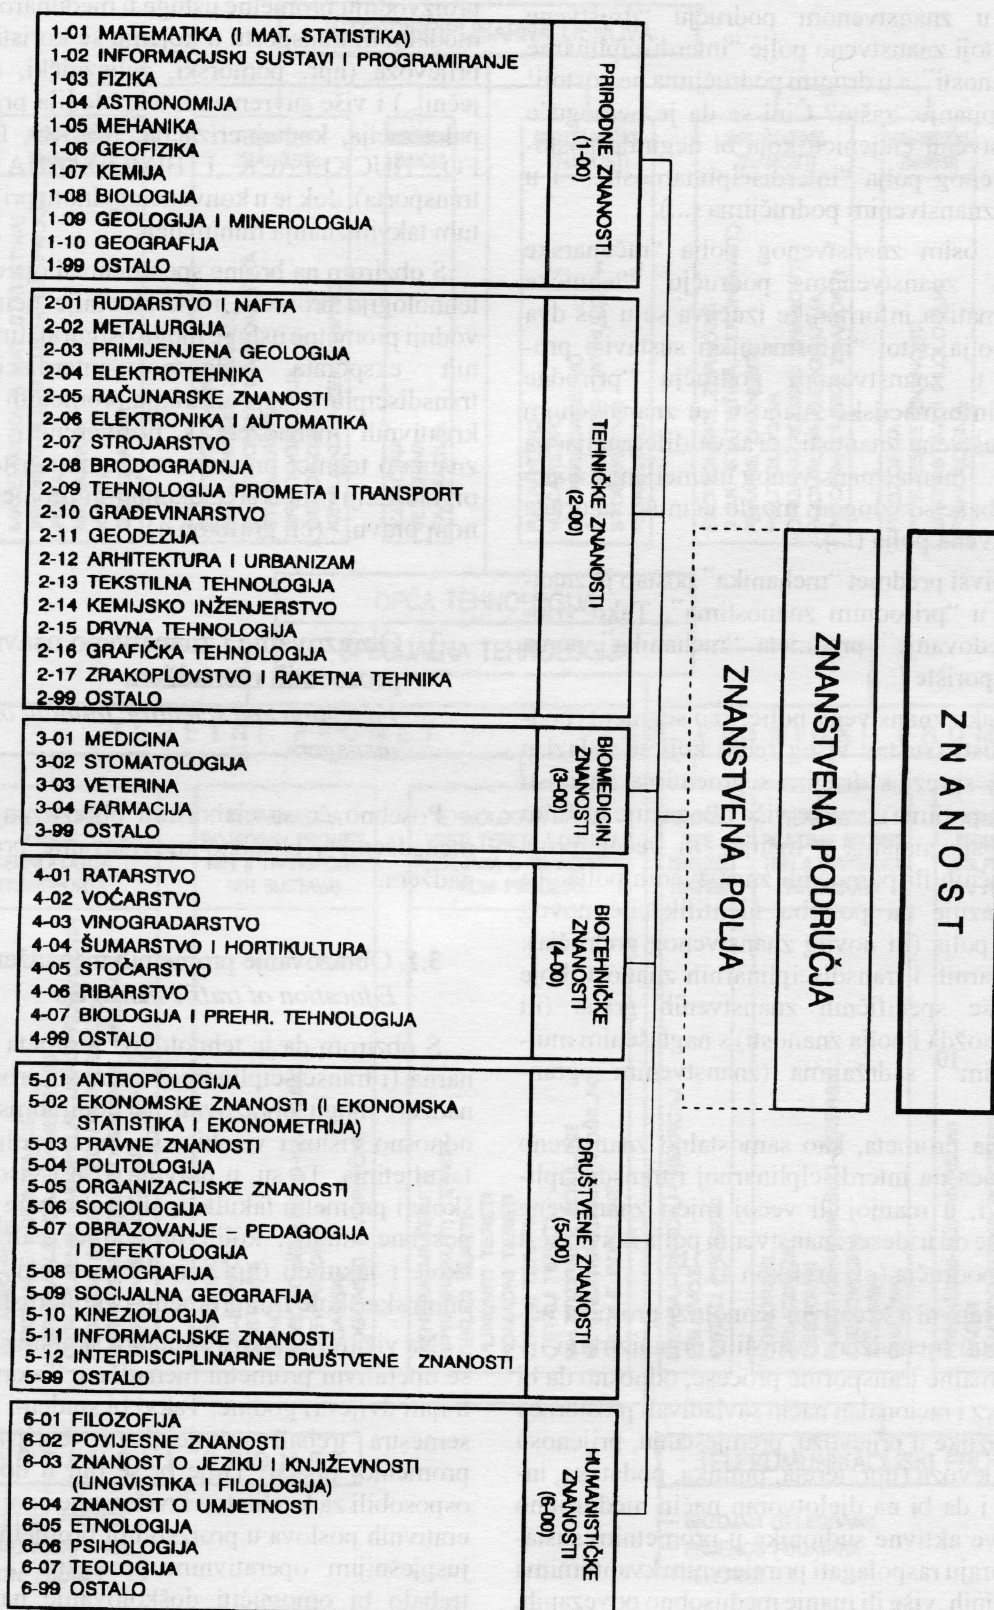 1-01 MATEMATIKA (I MAT. STATISTIKA)
1-02 INFORMACIJSKI SUSTAVI I PROGRAMIRANJE
1-03 FIZIKA
1-04 ASTRONOMIJA
1-05 MEHANIKA
1-06 GEOFIZIKA
1-07 KEMIJA
1-08 BIOLOGIJA
1-09 GEOLOGIJA I MINEROLOGIJA
1-10 GEOGRAFIJA
1-99 OSTALO
PRIRODNE ZNANOSTI
(1-00)
2-01 RUDARSTVO I NAFTA
2-02 METALURGIJA
2-03 PRIMIJENJENA GEOLOGIJA
2-04 ELEKTROTEHNIKA
2-05 RAČUNARSKE ZNANOSTI
2-06 ELEKTRONIKA I AUTOMATIKA
2-07 STROJARSTVO
2-08 BRODOGRADNJA
2-09 TEHNOLOGIJA PROMETA I TRANSPORT
2-10 GRAĐEVINARSTVO
2-11 GEODEZIJA
2-12 ARHITEKTURA I URBANIZAM
2-13 TEKSTILNA TEHNOLOGIJA
2-14 KEMIJSKO INŽENJERSTVO
2-15 DRVNA TEHNOLOGIJA
2-16 GRAFIČKA TEHNOLOGIJA
2-17 ZRAKOPLOVSTVO I RAKETNA TEHNIKA
2-99 OSTALO
TEHNIČKE ZNANOSTI
(2-00)
3-01 MEDICINA
3-02 STOMATOLOGIJA
3-03 VETERINA
3-04 FARMACIJA
3-99 OSTALO
BIOMEDICIN.
ZNANOSTI
(3-00)
4-01 RATARSTVO
4-02 VOĆARSTVO
4-03 VINOGRADARSTVO
4-04 ŠUMARSTVO I HORTIKULTURA
4-05 STOČARSTVO
4-06 RIBARSTVO
4-07 BIOLOGIJA I PREHR. TEHNOLOGIJA
4-99 OSTALO
BIOTEHNIČKE
ZNANOSTI
(4-00)
5-01 ANTROPOLOGIJA
5-02 EKONOMSKE ZNANOSTI (I EKONOMSKA
STATISTIKA I EKONOMETRIJA)
5-03 PRAVNE ZNANOSTI
5-04 POLITOLOGIJA
5-05 ORGANIZACIJSKE ZNANOSTI
5-06 SOCIOLOGIJA
5-07 OBRAZOVANJE – PEDAGOGIJA
I DEFEKTOLOGIJA
5-08 DEMOGRAFIJA
5-09 SOCIJALNA GEOGRAFIJA
5-10 KINEZIOLOGIJA
5-11 INFORMACIJSKE ZNANOSTI
5-12 INTERDISCIPLINARNE DRUŠTVENE ZNANOSTI
5-99 OSTALO
DRUŠTVENE ZNANOSTI
(5-00)
6-01 FILOZOFIJA
6-02 POVIJESNE ZNANOSTI
6-03 ZNANOST O JEZIKU I KNJIŽEVNOSTI
(LINGVISTIKA I FILOLOGIJA)
6-04 ZNANOST O UMJETNOSTI
6-05 ETNOLOGIJA
6-06 PSIHOLOGIJA
6-07 TEOLOGIJA
6-99 OSTALO
HUMANISTIČKE
ZNANOSTI
(6-00)
ZNANSTVENA POLJA
ZNANSTVENA PODRUČJA
ZNANOST